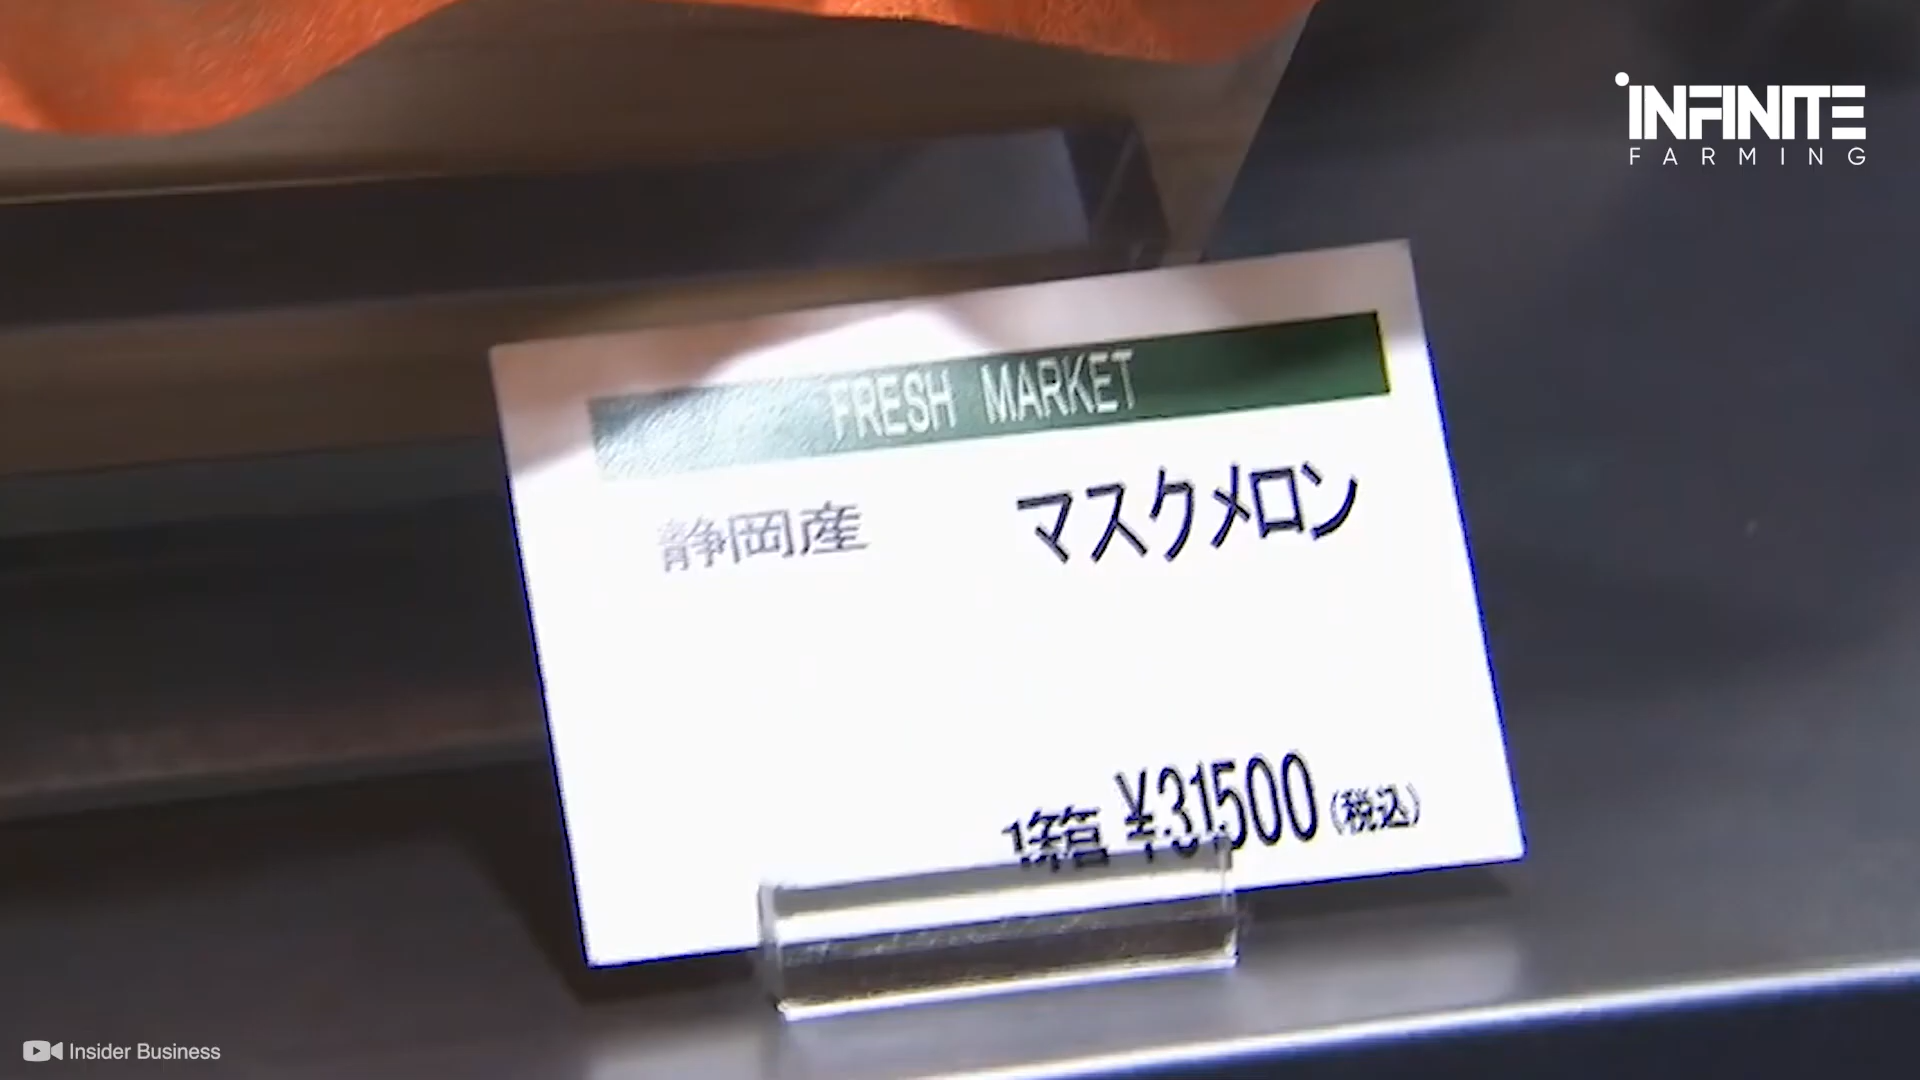 INFINITE
FARMING
FRESH MARKET
静岡産 マスクメロン
1箱 ¥31500 (税込)
Insider Business